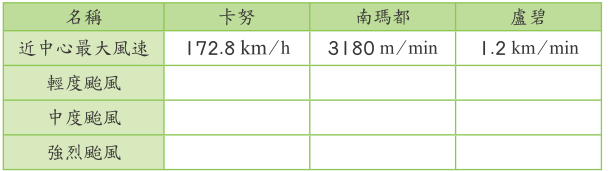 名稱 卡努 南瑪都 盧碧
近中心最大風速 172.8 km／h 3180 m／min 1.2 km／min
輕度颱風
中度颱風
強烈颱風